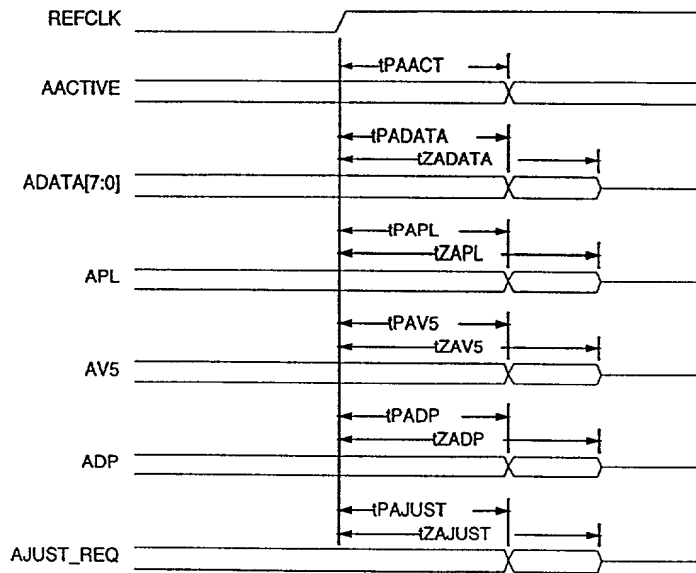 REFCLK
tPAACT
AACTIVE
tPADATA
tZADATA
ADATA[7:0]
tPAPL
tZAPL
APL
tPAV5
tZAV5
AV5
tPADP
tZADP
ADP
tPAJUST
tZAJUST
AJUST_REQ